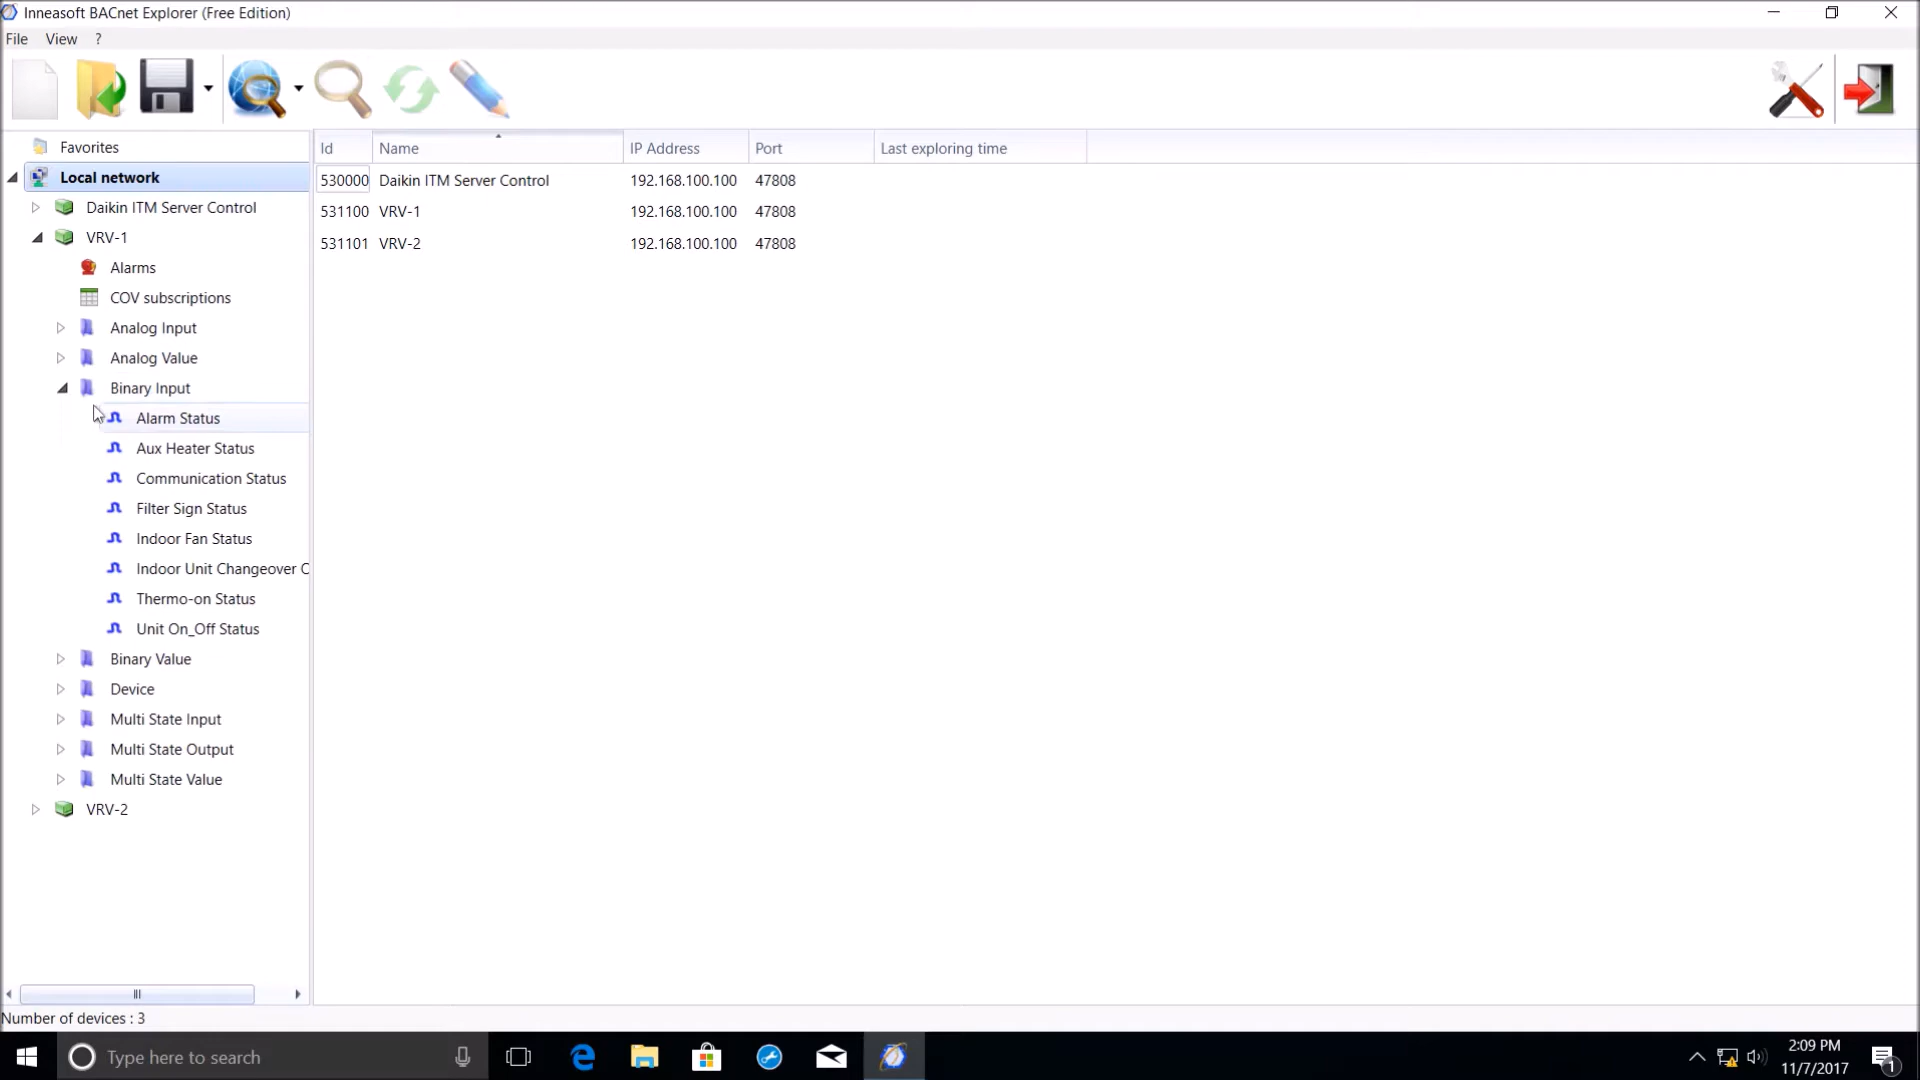 Inneasoft BACnet Explorer (Free Edition)
File View ?
Favorites
Local network
Daikin ITM Server Control
VRV-1
Alarms
COV subscriptions
Analog Input
Analog Value
Binary Input
Alarm Status
Aux Heater Status
Communication Status
Filter Sign Status
Indoor Fan Status
Indoor Unit Changeover C
Thermo-on Status
Unit On_Off Status
Binary Value
Device
Multi State Input
Multi State Output
Multi State Value
VRV-2
Id Name IP Address Port Last exploring time
530000 Daikin ITM Server Control 192.168.100.100 47808
531100 VRV-1 192.168.100.100 47808
531101 VRV-2 192.168.100.100 47808
Number of devices : 3
Type here to search
2:09 PM
11/7/2017
1